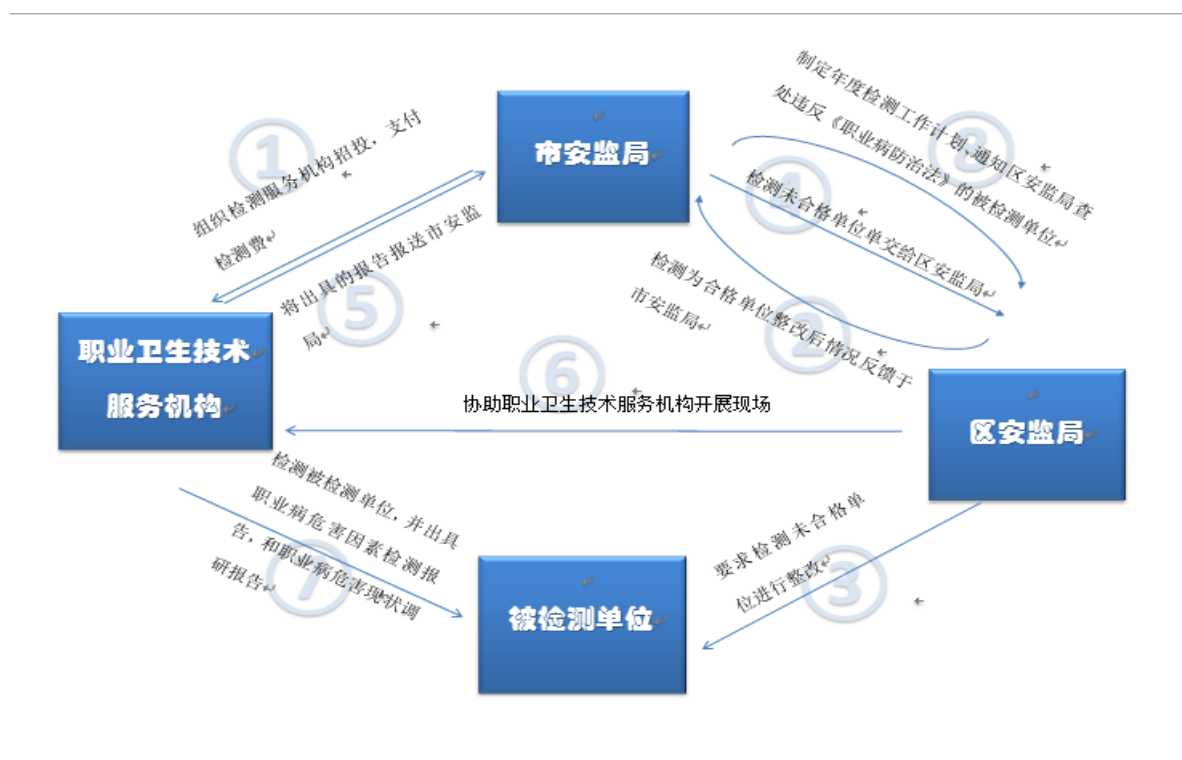 市安监局
①
组织检测服务机构招投，支付
检测费
⑤
将出具的报告报送市安监
局
⑧
制定年度检测工作计划，通知区安监局查
处违反《职业病防治法》的被检测单位
④
检测未合格单位单交给区安监局
②
检测为合格单位整改后情况反馈于
市安监局
职业卫生技术
服务机构
⑥
协助职业卫生技术服务机构开展现场
区安监局
⑦
检测被检测单位，并出具
职业病危害因素检测报
告，和职业病危害现状调
研报告
③
要求检测未合格单
位进行整改
被检测单位